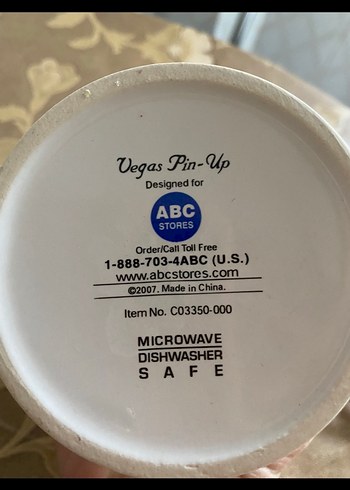 Vegas Pin-Up
Designed for
ABC
STORES
Order/Call Toll Free
1-888-703-4ABC (U.S.)
www.abcstores.com
©2007. Made in China.
Item No. C03350-000
MICROWAVE
DISHWASHER
SAFE